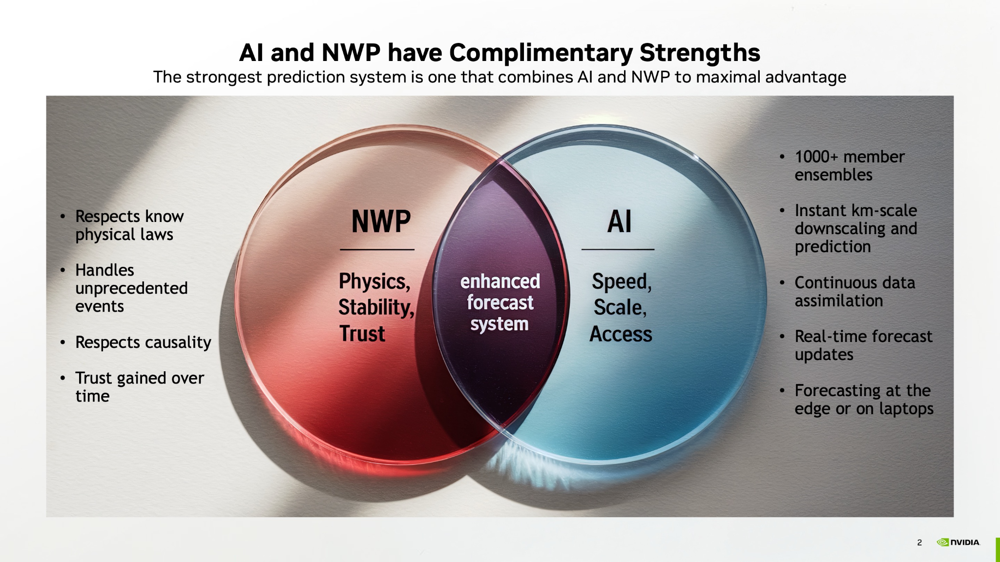 AI and NWP have Complimentary Strengths
The strongest prediction system is one that combines AI and NWP to maximal advantage
• Respects know
physical laws
• Handles
unprecedented
events
• Respects causality
• Trust gained over
time
NWP
Physics,
Stability,
Trust
enhanced
forecast
system
AI
Speed,
Scale,
Access
• 1000+ member
ensembles
• Instant km-scale
downscaling and
prediction
• Continuous data
assimilation
• Real-time forecast
updates
• Forecasting at the
edge or on laptops
2
NVIDIA